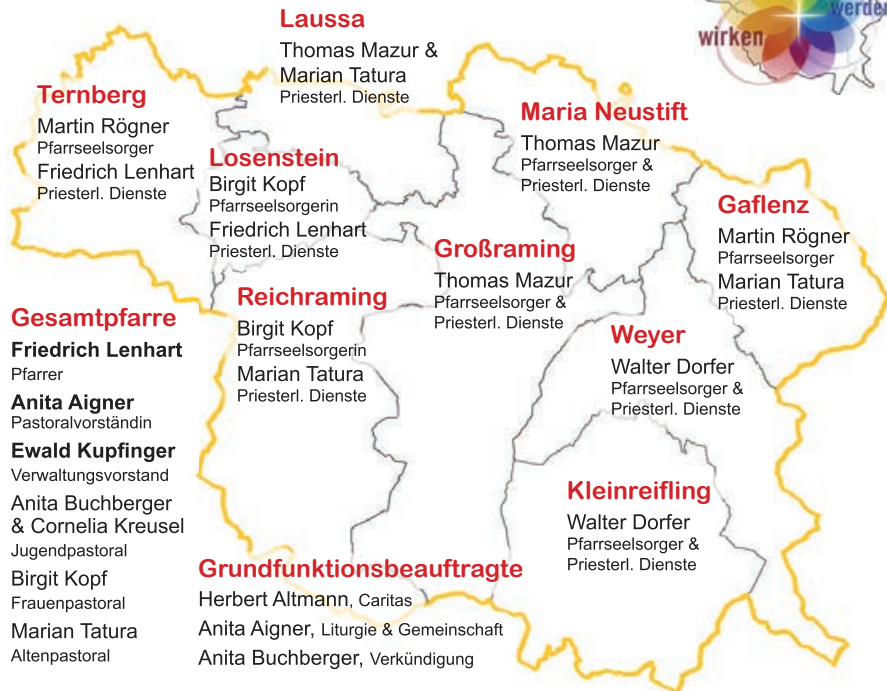 werden
wirken
Laussa
Thomas Mazur &
Marian Tatura
Priesterl. Dienste
Ternberg
Martin Rögner
Pfarrseelsorger
Friedrich Lenhart
Priesterl. Dienste
Losenstein
Birgit Kopf
Pfarrseelsorgerin
Friedrich Lenhart
Priesterl. Dienste
Maria Neustift
Thomas Mazur
Pfarrseelsorger &
Priesterl. Dienste
Gaflenz
Martin Rögner
Pfarrseelsorger
Marian Tatura
Priesterl. Dienste
Großraming
Thomas Mazur
Pfarrseelsorger &
Priesterl. Dienste
Reichraming
Birgit Kopf
Pfarrseelsorgerin
Marian Tatura
Priesterl. Dienste
Weyer
Walter Dorfer
Pfarrseelsorger &
Priesterl. Dienste
Kleinreifling
Walter Dorfer
Pfarrseelsorger &
Priesterl. Dienste
Gesamtpfarre
Friedrich Lenhart
Pfarrer
Anita Aigner
Pastoralvorständin
Ewald Kupfinger
Verwaltungsvorstand
Anita Buchberger
& Cornelia Kreusel
Jugendpastoral
Birgit Kopf
Frauenpastoral
Marian Tatura
Altenpastoral
Grundfunktionsbeauftragte
Herbert Altmann, Caritas
Anita Aigner, Liturgie & Gemeinschaft
Anita Buchberger, Verkündigung